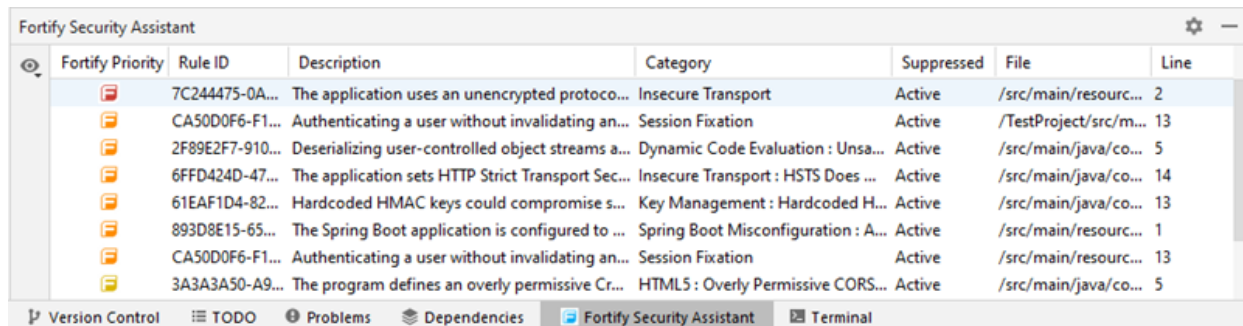 Fortify Security Assistant
Fortify Priority Rule ID Description Category Suppressed File Line
7C244475-0A... The application uses an unencrypted protoco... Insecure Transport Active /src/main/resourc... 2
CA50D0F6-F1... Authenticating a user without invalidating an... Session Fixation Active /TestProject/src/m... 13
2F89E2F7-910... Deserializing user-controlled object streams a... Dynamic Code Evaluation : Unsa... Active /src/main/java/co... 5
6FFD424D-47... The application sets HTTP Strict Transport Sec... Insecure Transport : HSTS Does ... Active /src/main/java/co... 14
61EAF1D4-82... Hardcoded HMAC keys could compromise s... Key Management : Hardcoded H... Active /src/main/java/co... 13
893D8E15-65... The Spring Boot application is configured to ... Spring Boot Misconfiguration : A... Active /src/main/resourc... 1
CA50D0F6-F1... Authenticating a user without invalidating an... Session Fixation Active /src/main/resourc... 13
3A3A3A50-A9... The program defines an overly permissive Cr... HTML5 : Overly Permissive CORS... Active /src/main/java/co... 5
Version Control TODO Problems Dependencies Fortify Security Assistant Terminal